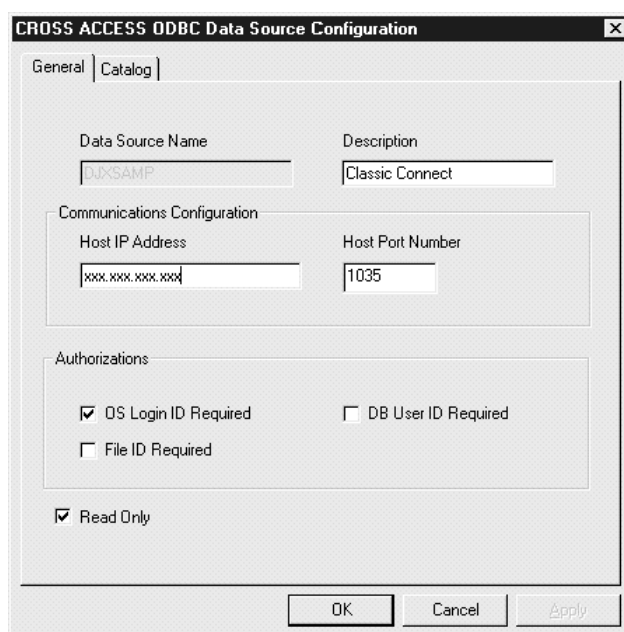 CROSS ACCESS ODBC Data Source Configuration
General Catalog
Data Source Name Description
DJXSAMP Classic Connect
Communications Configuration
Host IP Address Host Port Number
xxx.xxx.xxx.xxx 1035
Authorizations
OS Login ID Required DB User ID Required
File ID Required
Read Only
OK Cancel Apply